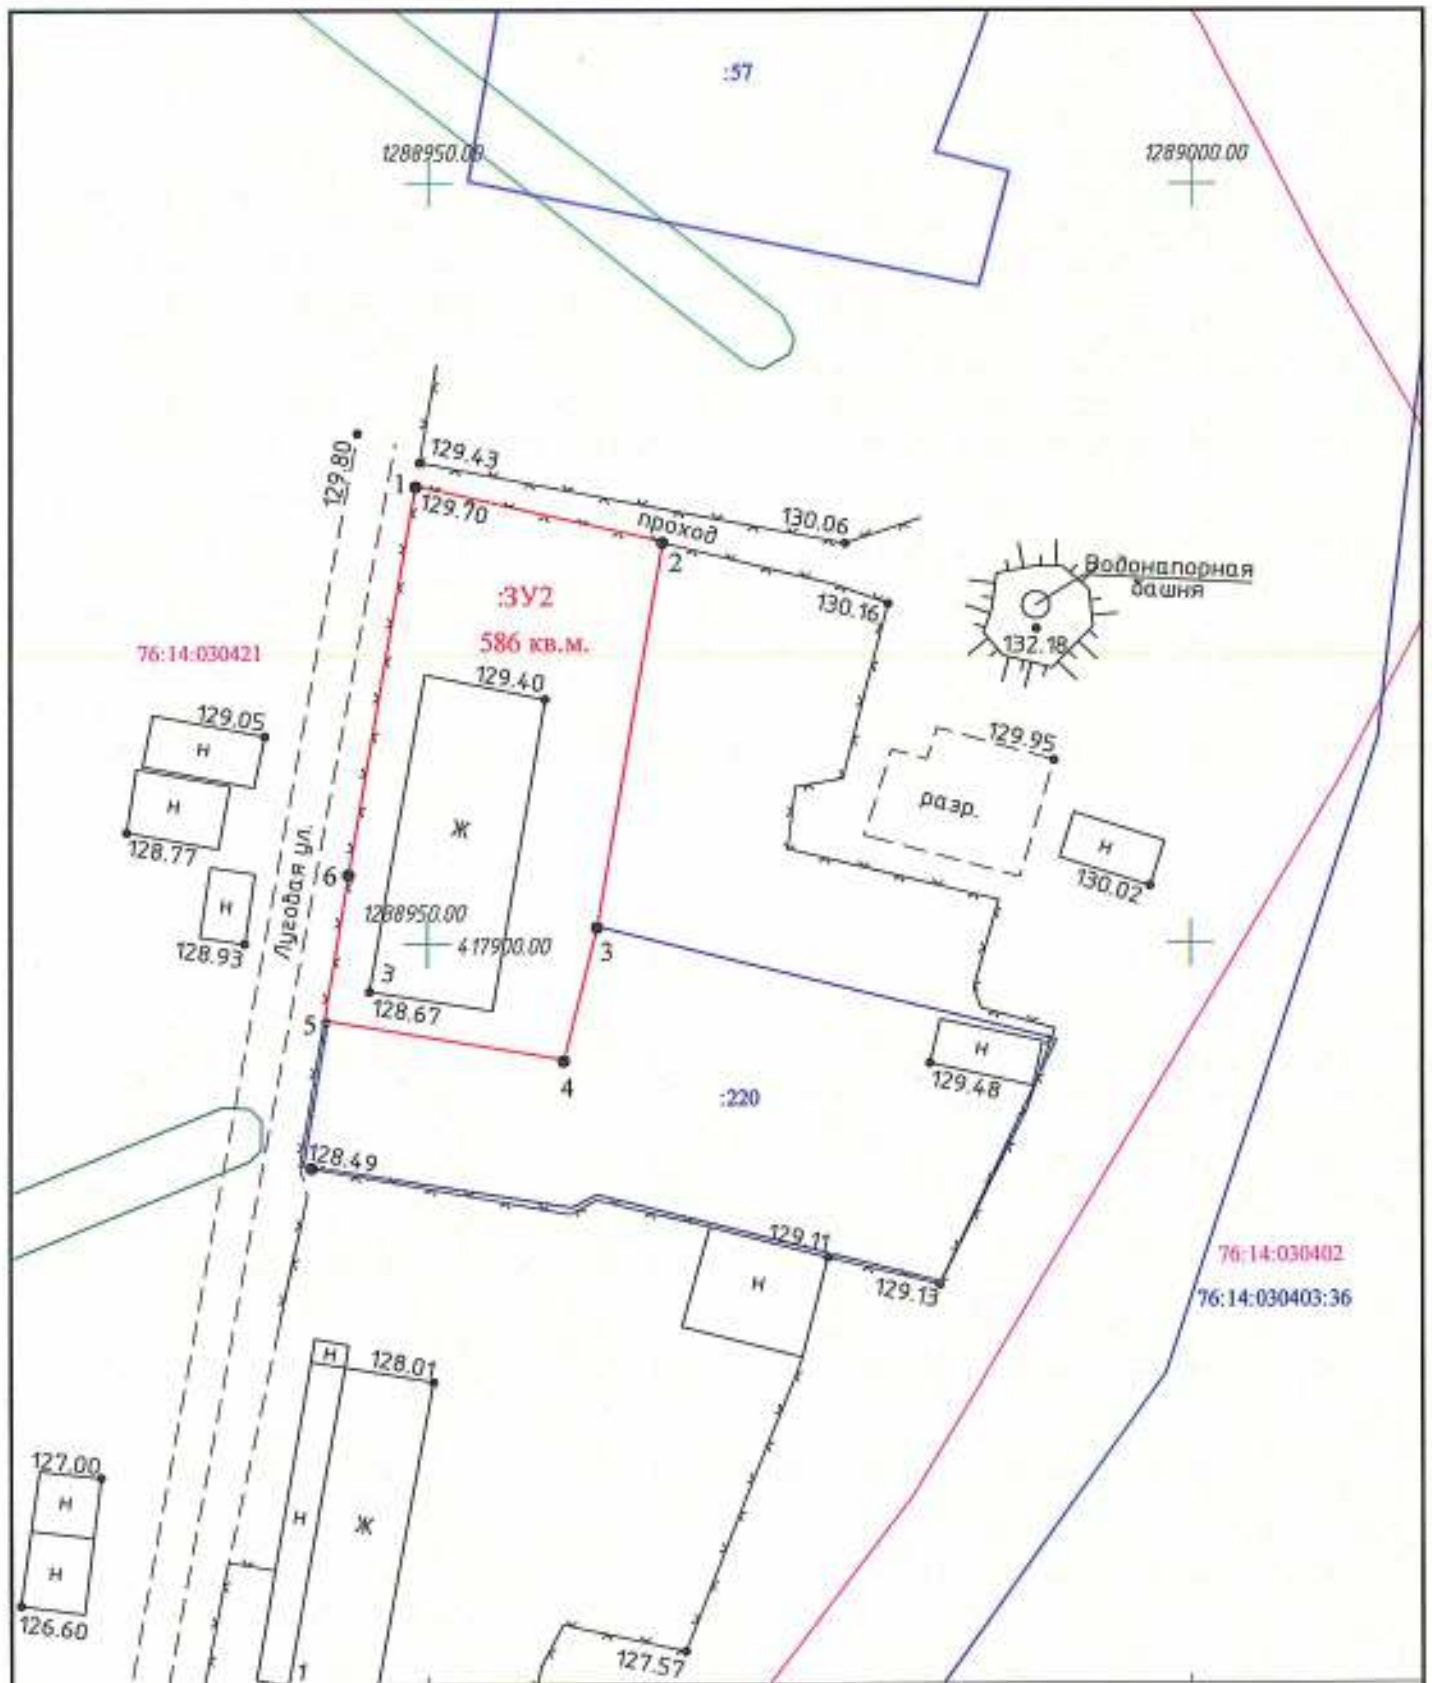 :57
1288950.00
1289000.00
129.80
129.43
1
129.70
проход
130.06
2
130.16
Водонапорная
башня
132.18
:ЗУ2
586 кв.м.
76:14:030421
129.40
129.05
н
н
128.77
129.95
разр.
н
130.02
Ж
Луговая ул.
6
н
128.93
1288950.00
417900.00
3
3
128.67
5
4
н
129.48
:220
128.49
129.11
н
129.13
76:14:030402
76:14:030403:36
н
128.01
127.00
н
н
126.60
н
Ж
1
127.57